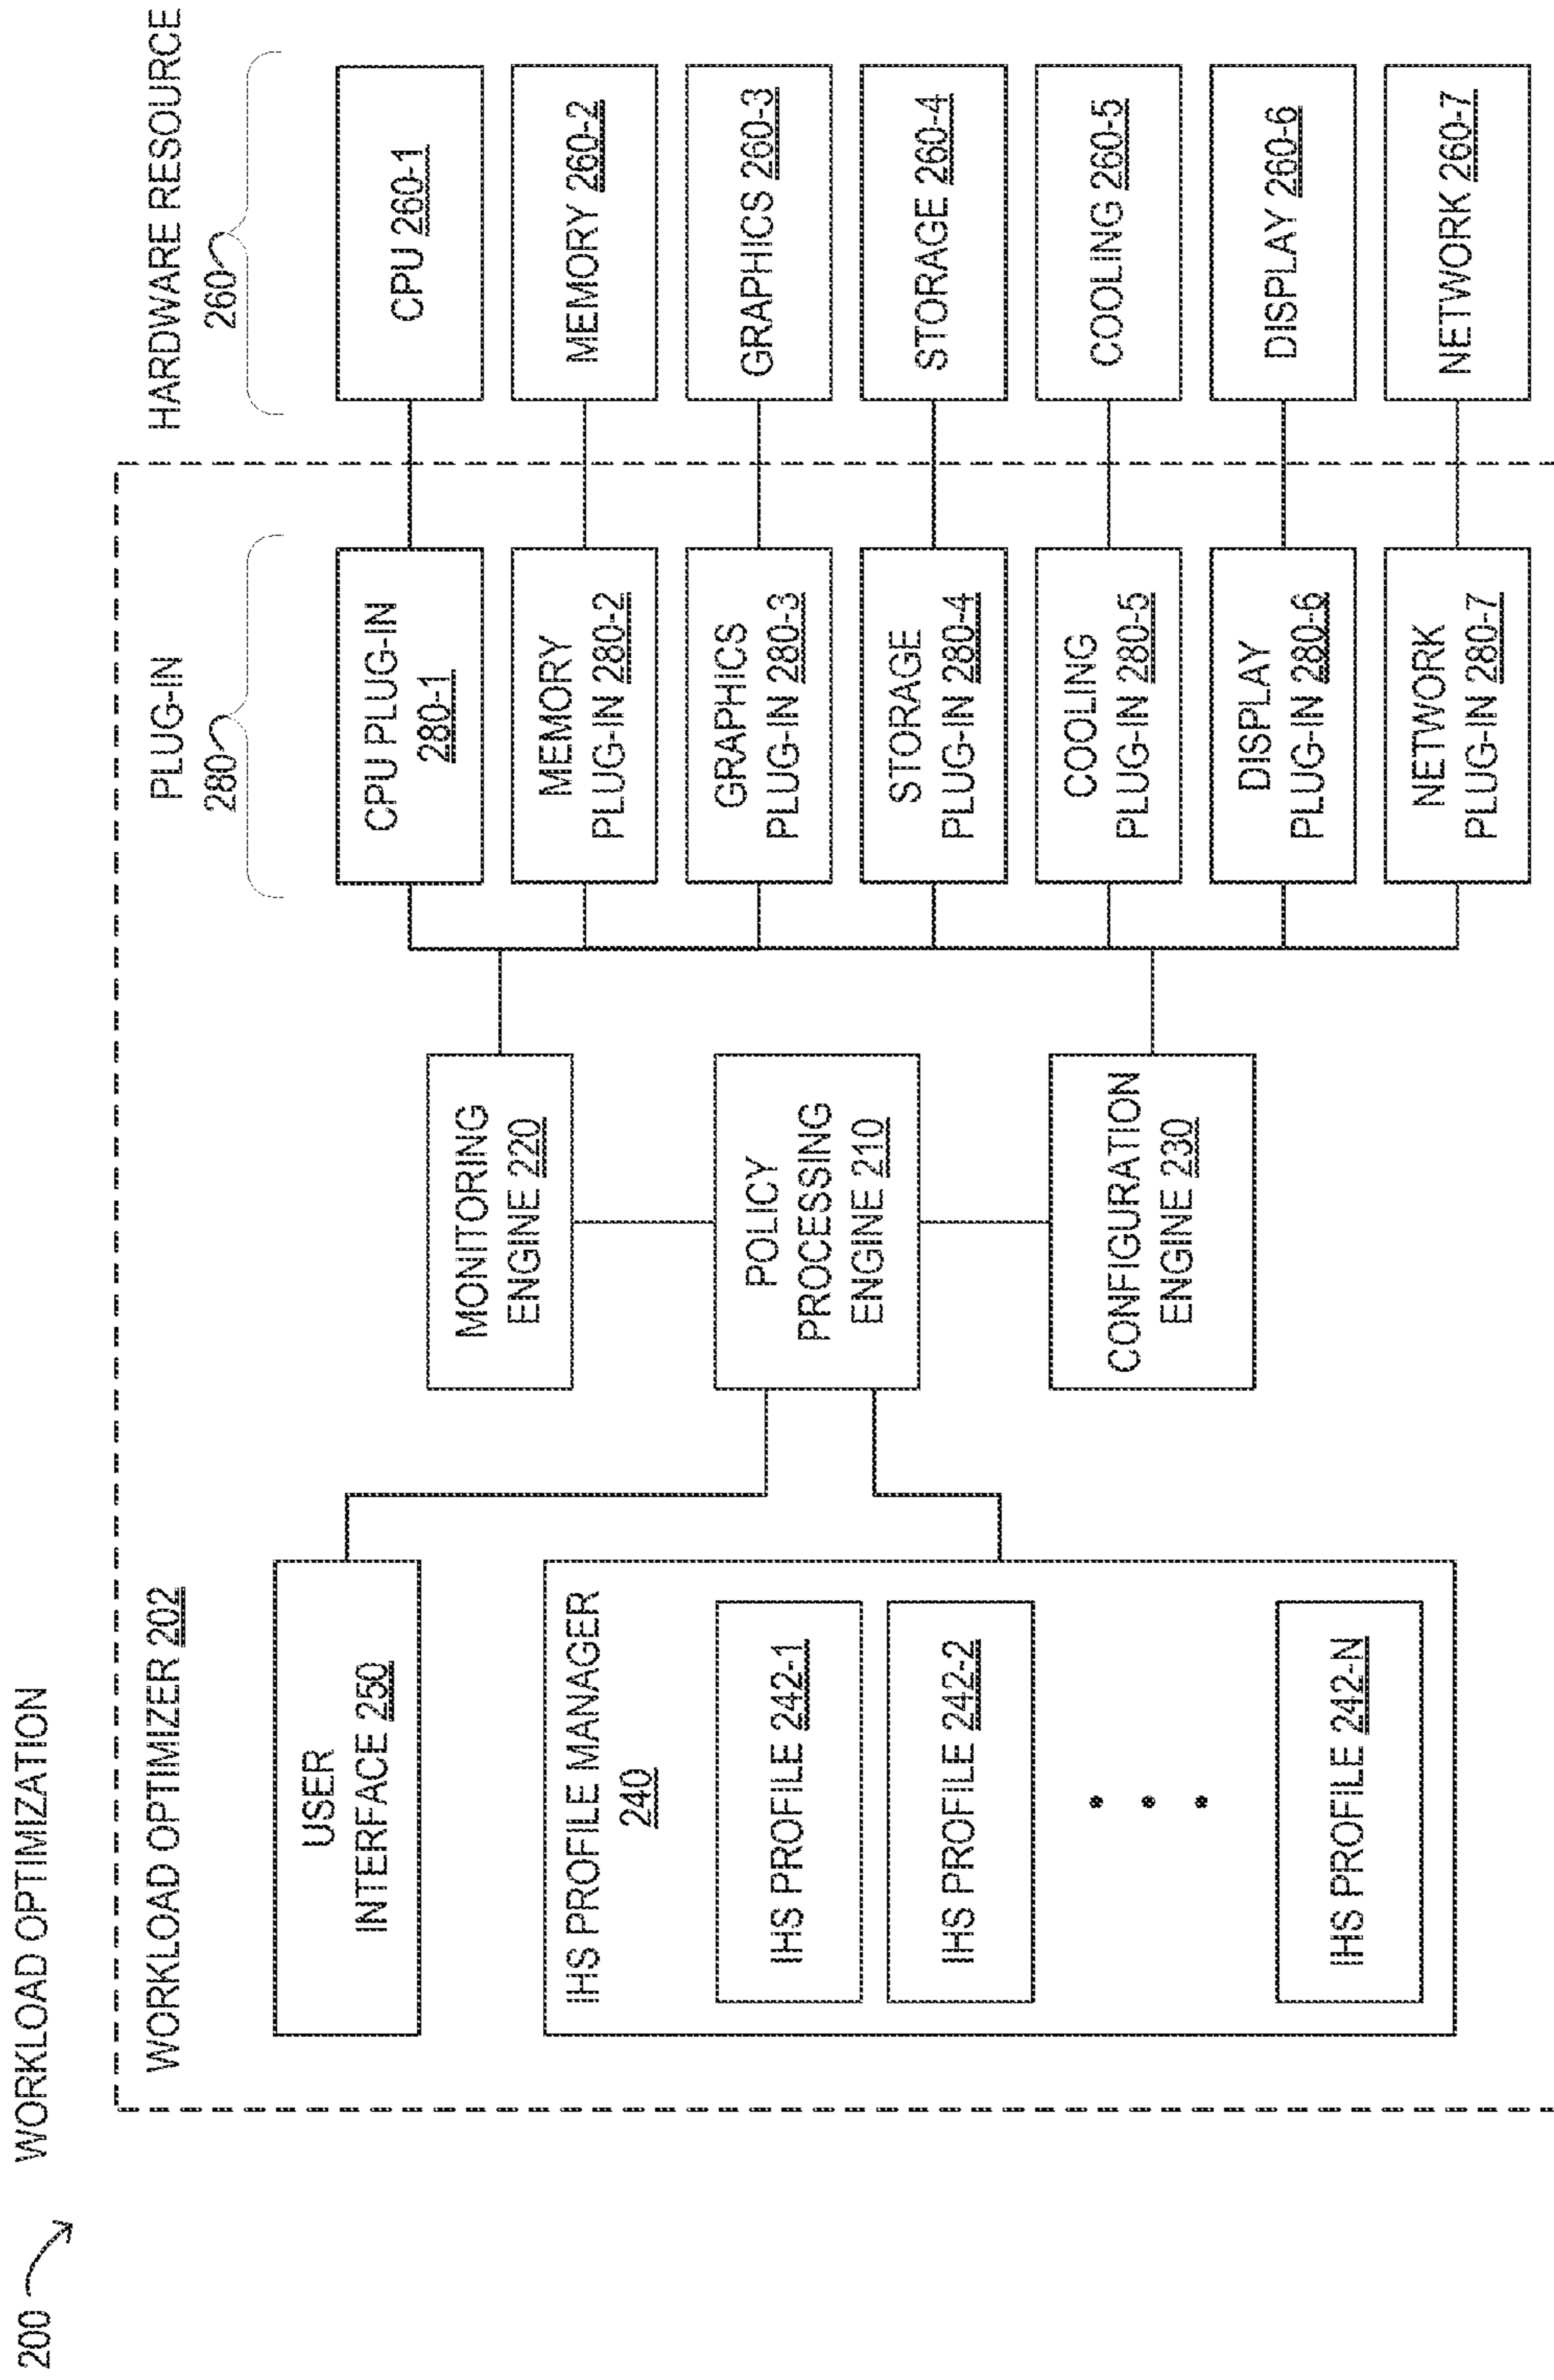 200
WORKLOAD OPTIMIZATION
WORKLOAD OPTIMIZER 202
USER
INTERFACE 250
IHS PROFILE MANAGER
240
IHS PROFILE 242-1
IHS PROFILE 242-2
IHS PROFILE 242-N
MONITORING
ENGINE 220
POLICY
PROCESSING
ENGINE 210
CONFIGURATION
ENGINE 230
PLUG-IN
280
CPU PLUG-IN
280-1
MEMORY
PLUG-IN 280-2
GRAPHICS
PLUG-IN 280-3
STORAGE
PLUG-IN 280-4
COOLING
PLUG-IN 280-5
DISPLAY
PLUG-IN 280-6
NETWORK
PLUG-IN 280-7
HARDWARE RESOURCE
260
CPU 260-1
MEMORY 260-2
GRAPHICS 260-3
STORAGE 260-4
COOLING 260-5
DISPLAY 260-6
NETWORK 260-7